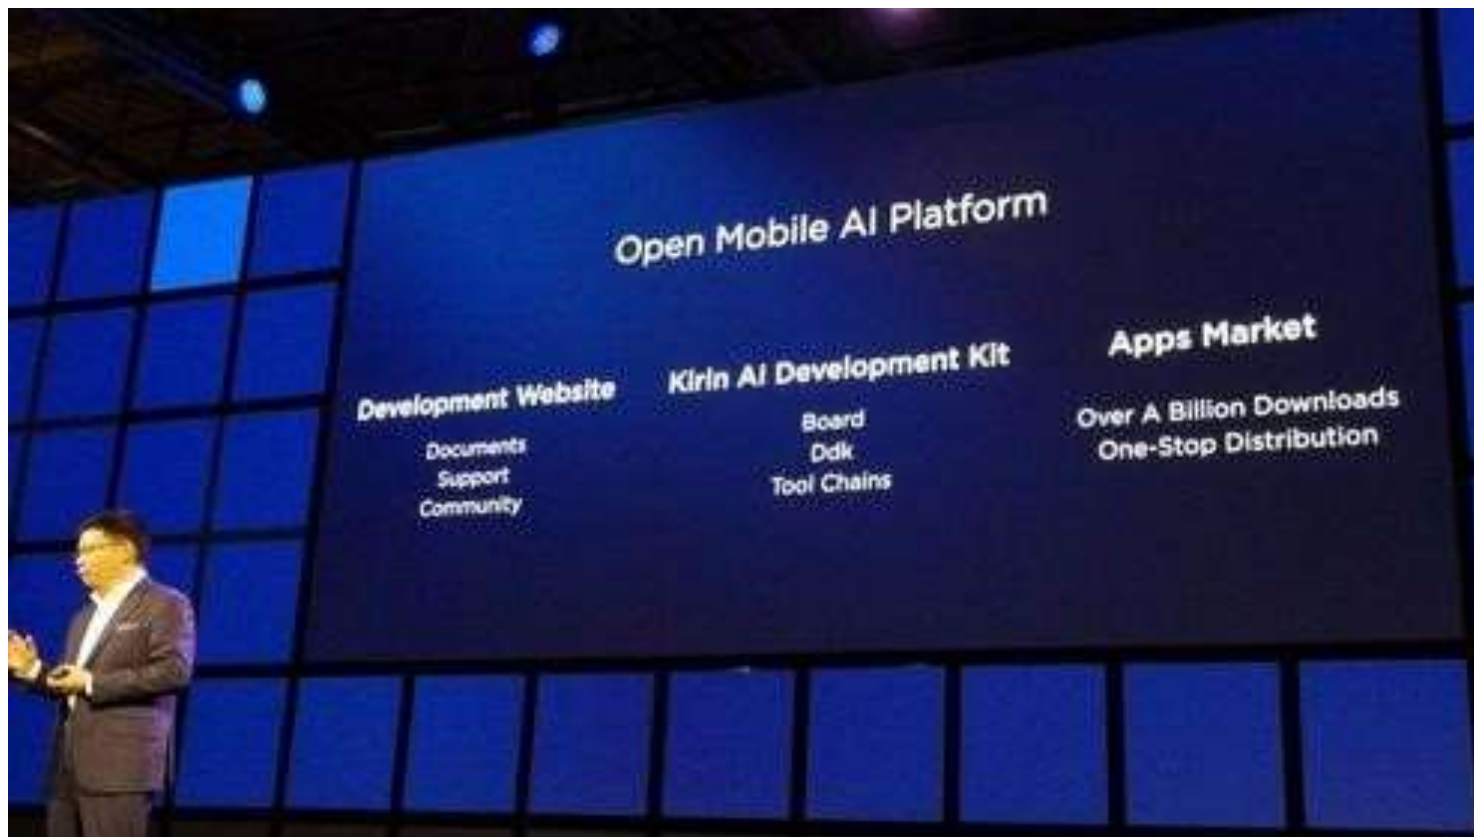 Open Mobile AI Platform
Development Website
Documents
Support
Community
Kirin AI Development Kit
Board
Ddk
Tool Chains
Apps Market
Over A Billion Downloads
One-Stop Distribution